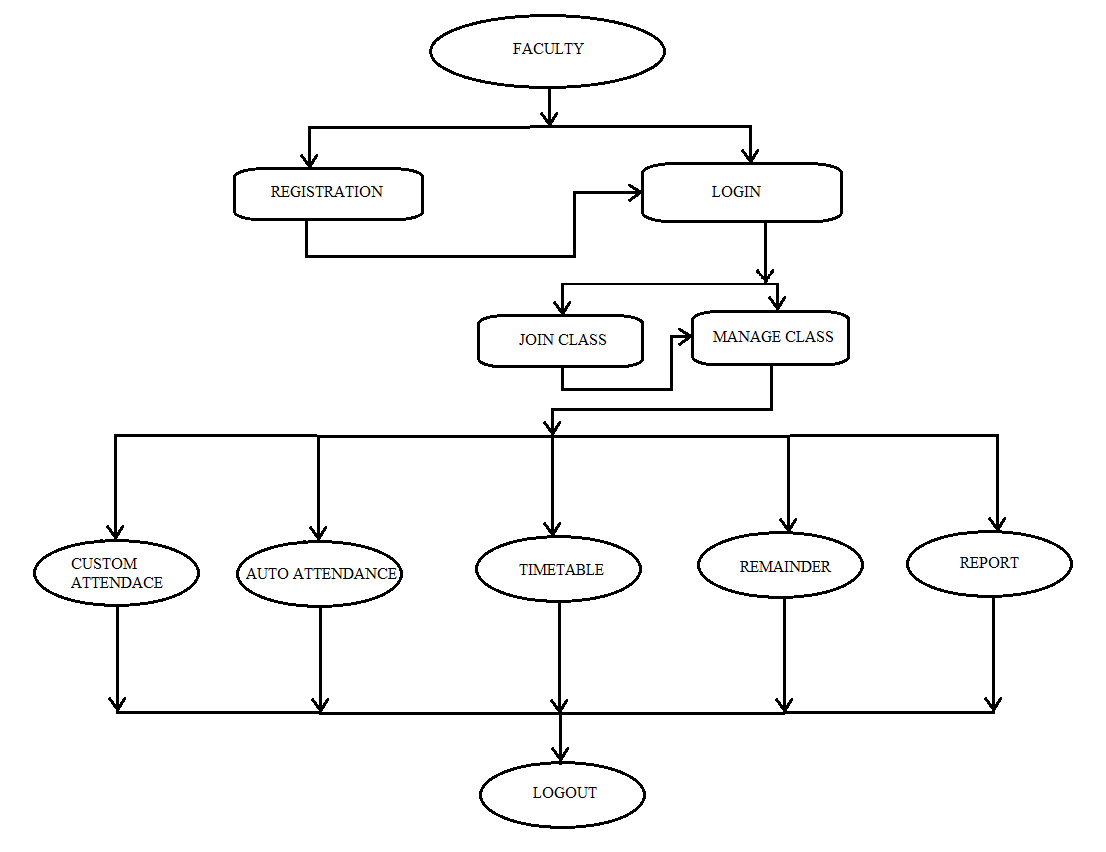 FACULTY
REGISTRATION
LOGIN
JOIN CLASS
MANAGE CLASS
CUSTOM
ATTENDACE
AUTO ATTENDANCE
TIMETABLE
REMAINDER
REPORT
LOGOUT